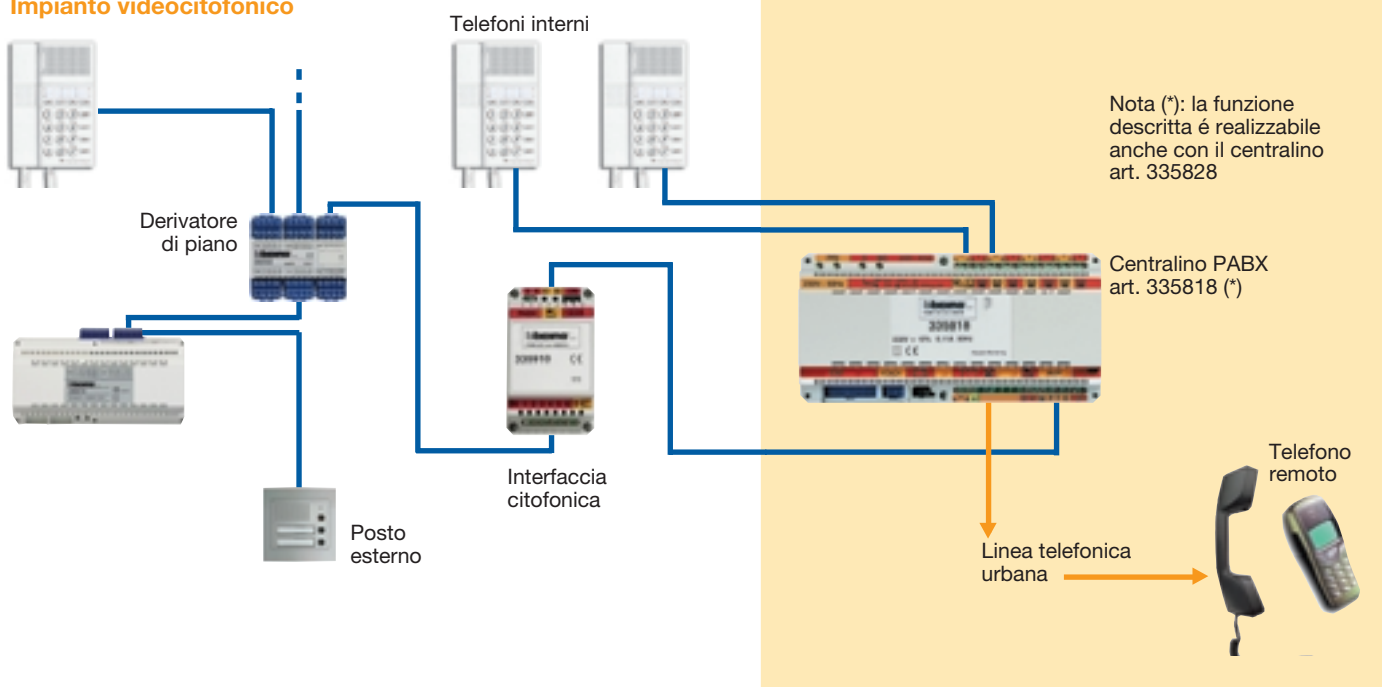 Impianto videocitofonico
Telefoni interni
Nota (*): la funzione
descritta é realizzabile
anche con il centralino
art. 335828
Derivatore
di piano
Centralino PABX
art. 335818 (*)
335818
Interfaccia
citofonica
Telefono
remoto
Posto
esterno
Linea telefonica
urbana